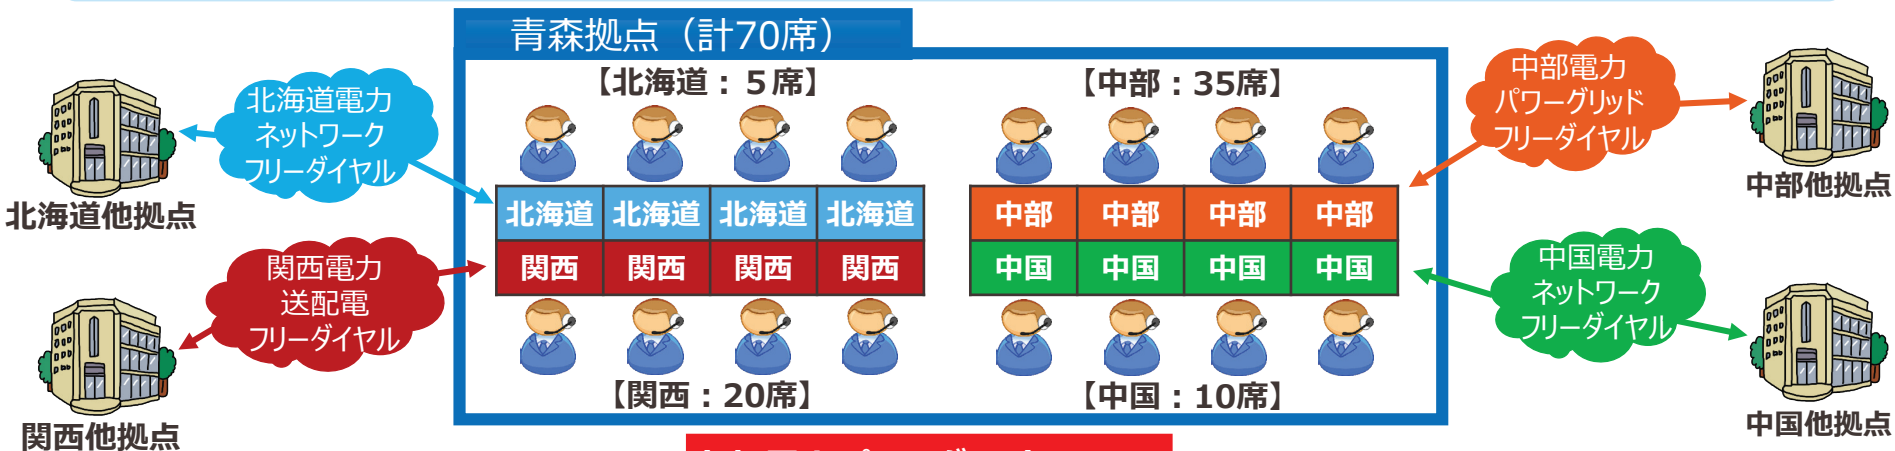 青森拠点（計70席）
【北海道：５席】
【中部：35席】
北海道電力
ネットワーク
フリーダイヤル
中部電力
パワーグリッド
フリーダイヤル
北海道他拠点
中部他拠点
北海道 北海道 北海道 北海道
中部 中部 中部 中部
関西 関西 関西 関西
中国 中国 中国 中国
関西電力
送配電
フリーダイヤル
中国電力
ネットワーク
フリーダイヤル
【関西：20席】
【中国：10席】
関西他拠点
中国他拠点